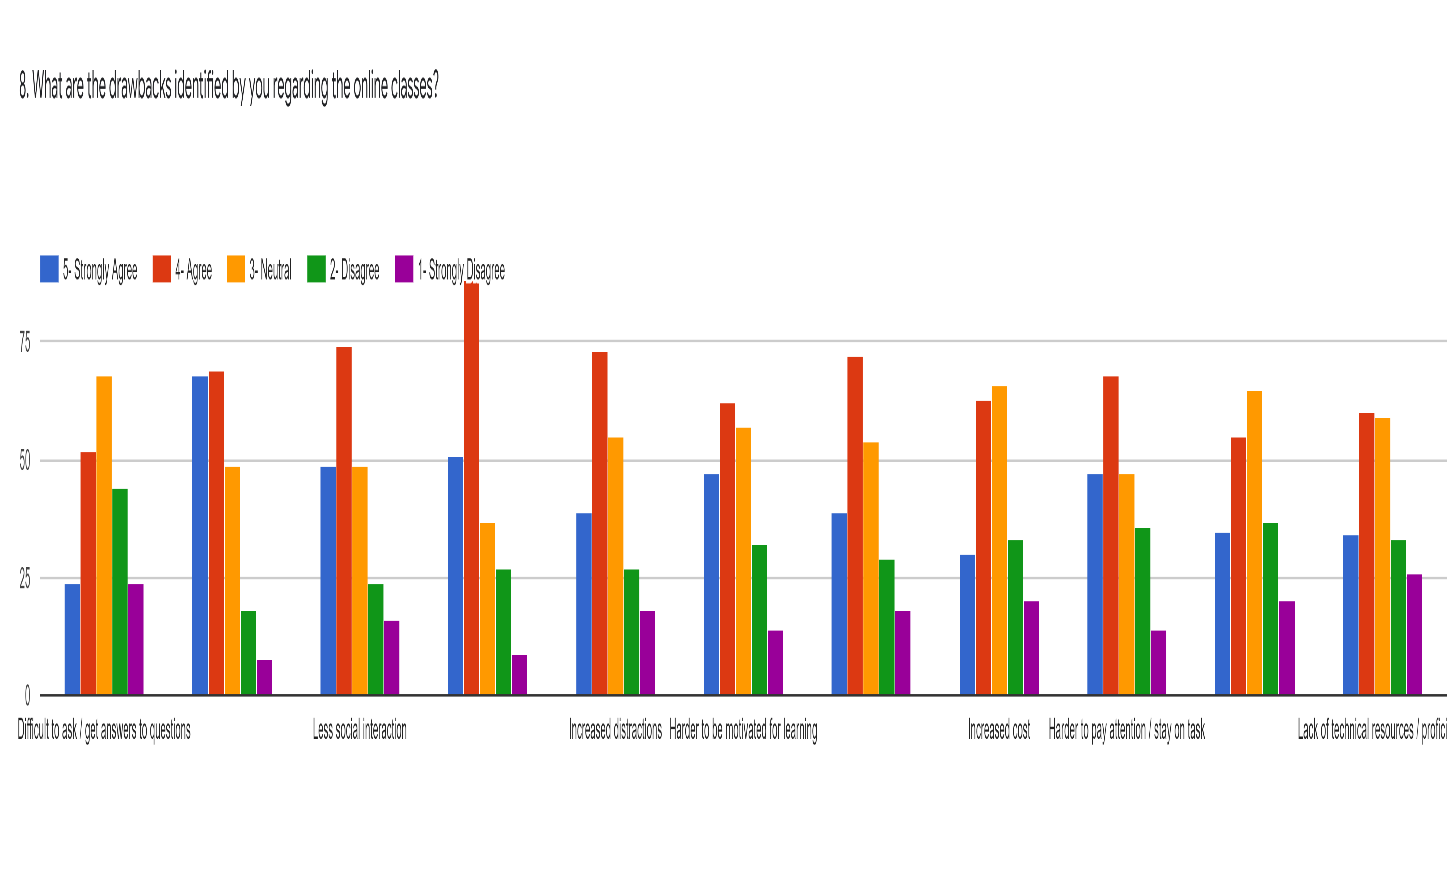 8. What are the drawbacks identified by you regarding the online classes?
5- Strongly Agree 4- Agree 3- Neutral 2- Disagree 1- Strongly Disagree
75
50
25
0
Difficult to ask / get answers to questions Less social interaction Increased distractions Harder to be motivated for learning Increased cost Harder to pay attention / stay on task Lack of technical resources / profici